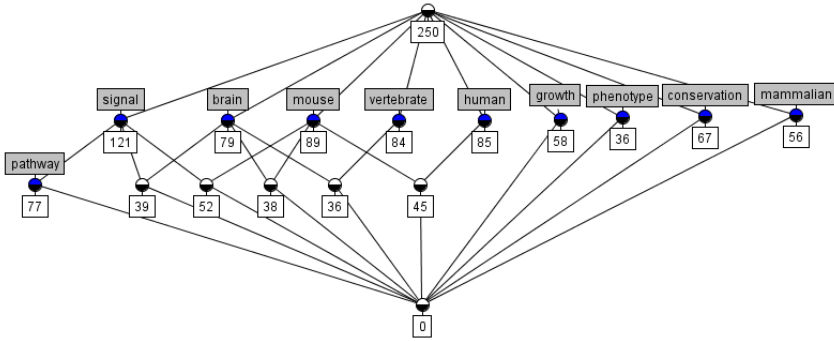 250
signal
brain
mouse
vertebrate
human
growth
phenotype
conservation
mammalian
121
79
89
84
85
58
36
67
56
pathway
77
39
52
38
36
45
0